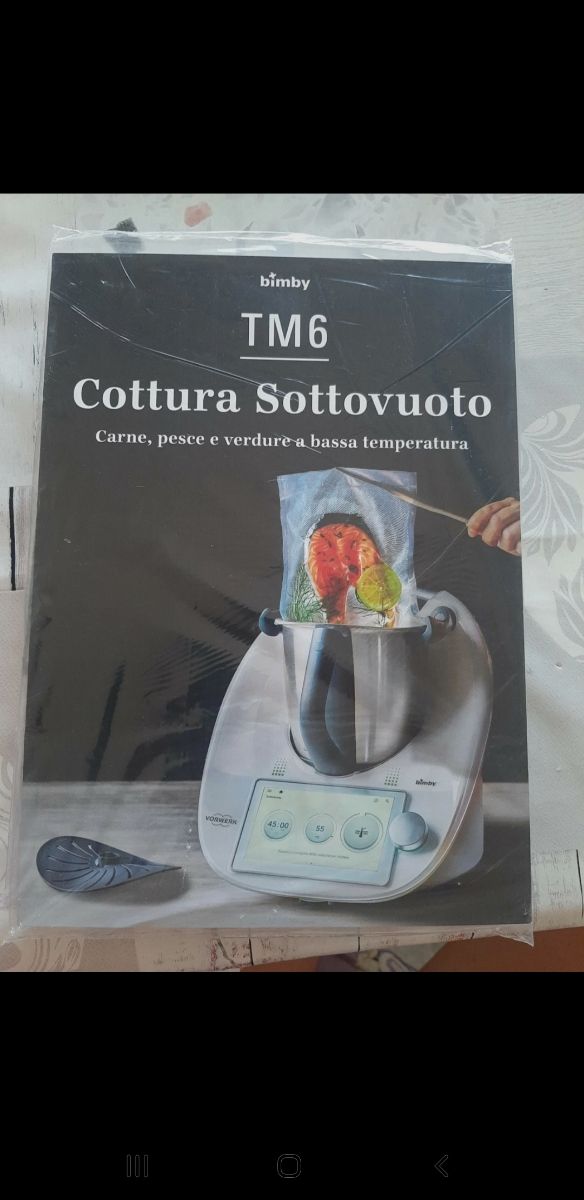 bimby
TM6
Cottura Sottovuoto
Carne, pesce e verdure a bassa temperatura
bimby
VORWERK
45:00
55